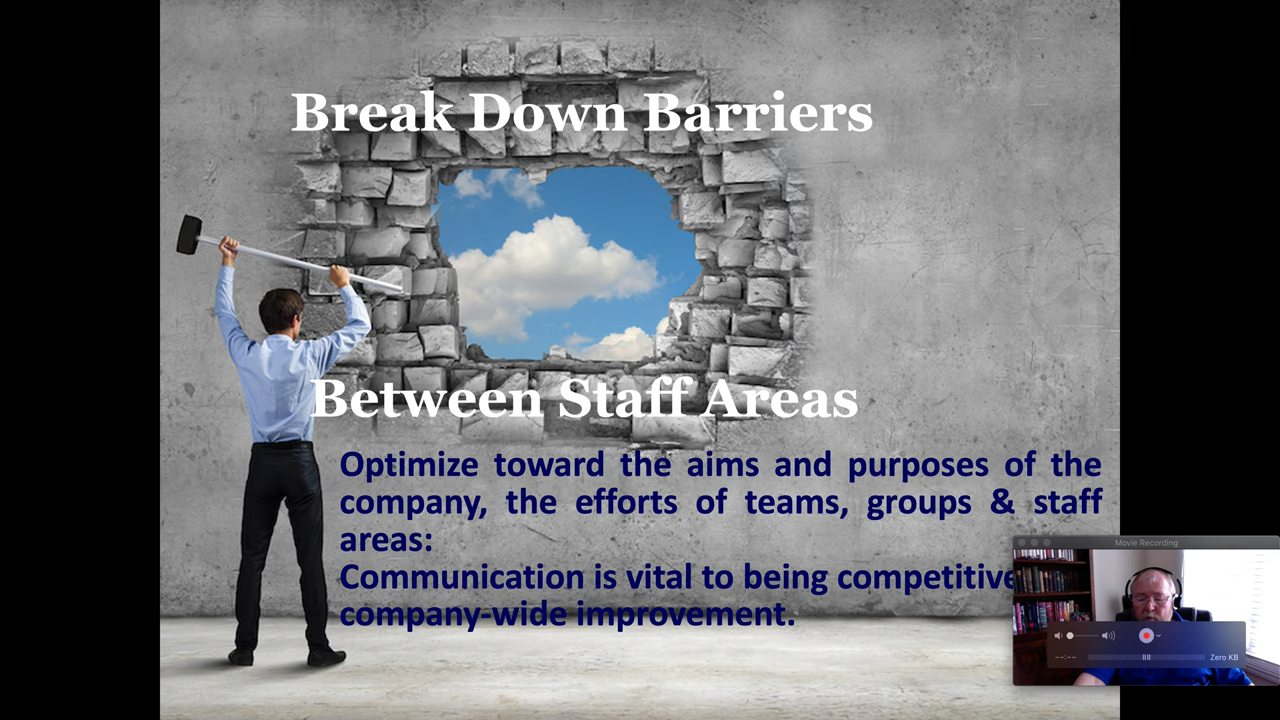 Break Down Barriers
Between Staff Areas
Optimize toward the aims and purposes of the
company, the efforts of teams, groups & staff
areas:
Communication is vital to being competitive
company-wide improvement.
Movie Recording
--:--
Zero KB